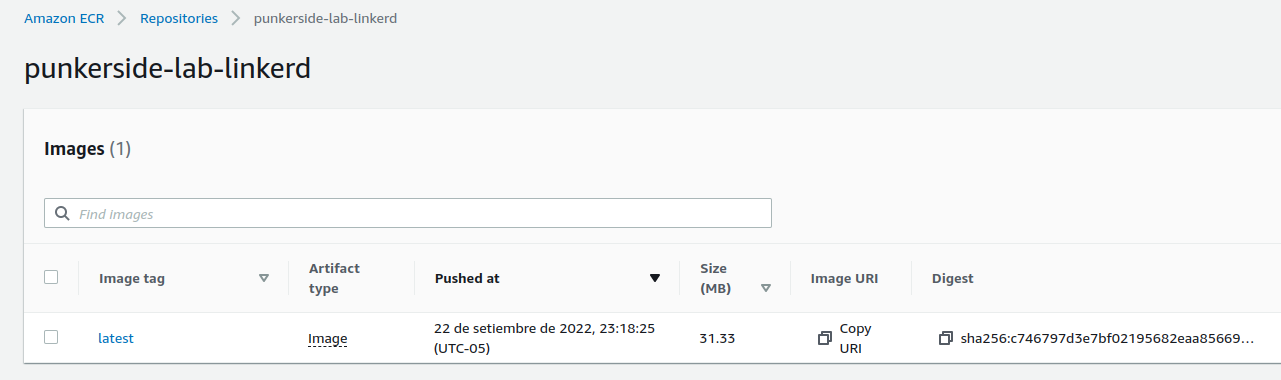 Amazon ECR > Repositories > punkerside-lab-linkerd
punkerside-lab-linkerd
Images (1)
Find Images
Image tag
Artifact
type
Pushed at
Size
(MB)
Image URI
Digest
latest
Image
22 de setiembre de 2022, 23:18:25
(UTC-05)
31.33
Copy
URI
sha256:c746797d3e7bf02195682eaa85669...